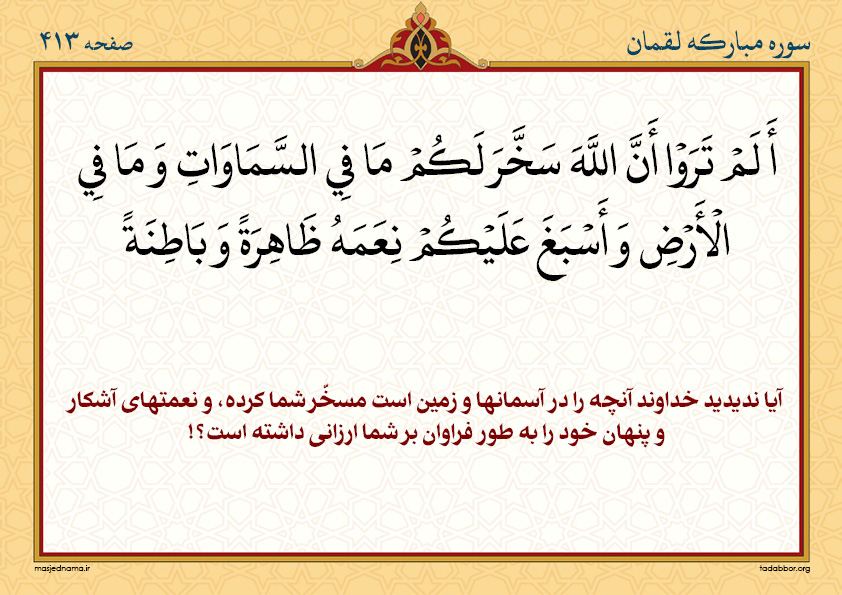 سوره مبارکه لقمان
صفحه ۴۱۳
أَلَمْ تَرَوْا أَنَّ اللَّهَ سَخَّرَ لَكُمْ مَا فِي السَّمَاوَاتِ وَ مَا فِي
الْأَرْضِ وَ أَسْبَغَ عَلَيْكُمْ نِعَمَهُ ظَاهِرَةً وَ بَاطِنَةً
آیا ندیدید خداوند آنچه را در آسمانها و زمین است مسخّر شما کرده، و نعمتهای آشکار
و پنهان خود را به طور فراوان بر شما ارزانی داشته است؟!
masjednama.ir
tadabbor.org